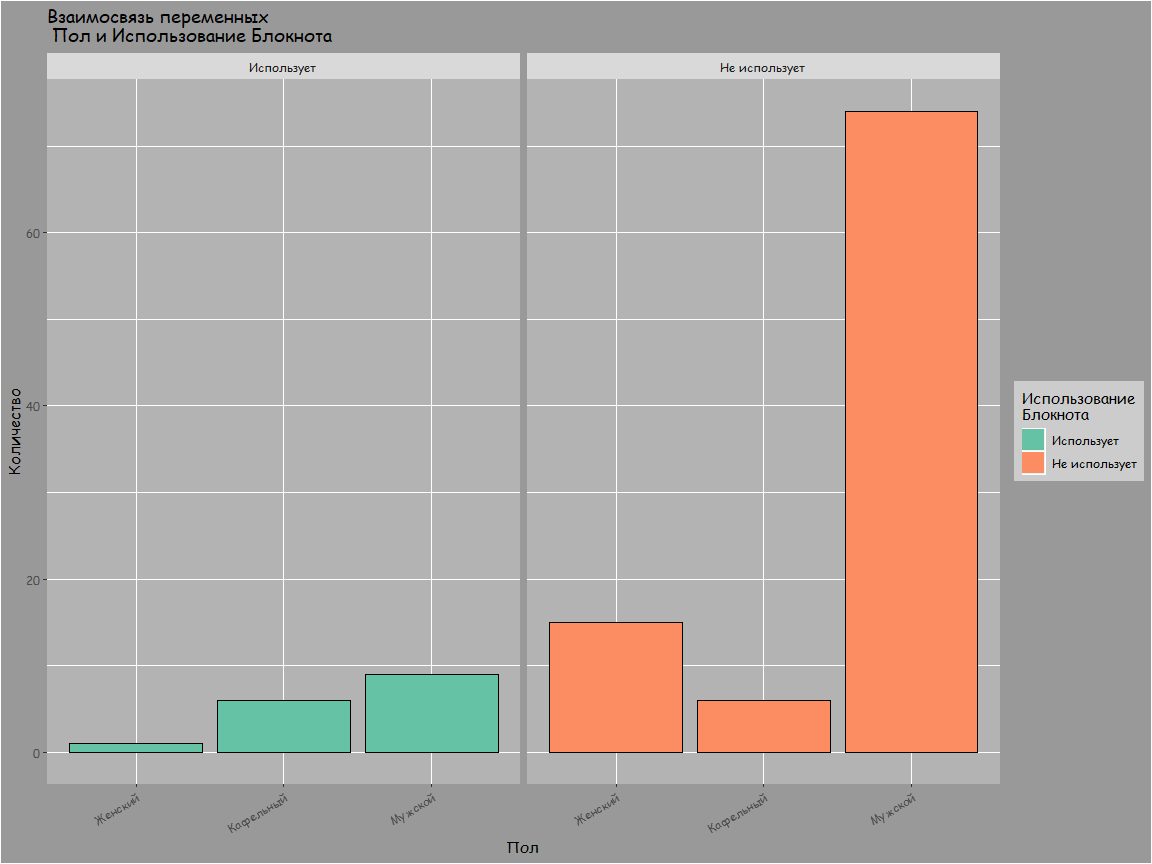 Взаимосвязь переменных
Пол и Использование Блокнота
Использует
Не использует
Количество
60
40
20
0
Женский
Кафельный
Мужской
Женский
Кафельный
Мужской
Пол
Использование
Блокнота
Использует
Не использует